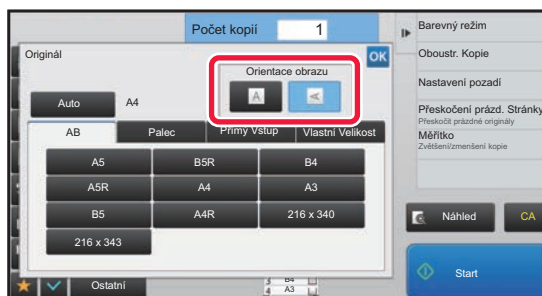 Počet kopií 1
Originál
OK
Orientace obrazu
A A
Auto A4
AB Palec Přímý Vstup Vlastní Velikost
A5 B5R B4
A5R A4 A3
B5 A4R 216 x 340
216 x 343
Ostatní
3 B4
4 A3
Barevný režim
Oboustr. Kopie
Nastavení pozadí
Přeskočení prázd. Stránky
Přeskočit prázdné originály
Měřítko
Zvětšení/zmenšení kopie
Náhled CA
Start